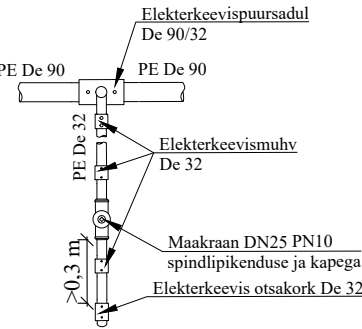 Elekterkeevispuursadul
De 90/32
PE De 90
PE De 90
PE De 32
Elekterkeevismuhv
De 32
Maakraan DN25 PN10
spindlipikenduse ja kapega
>0,3 m
Elekterkeevis otsakork De 32